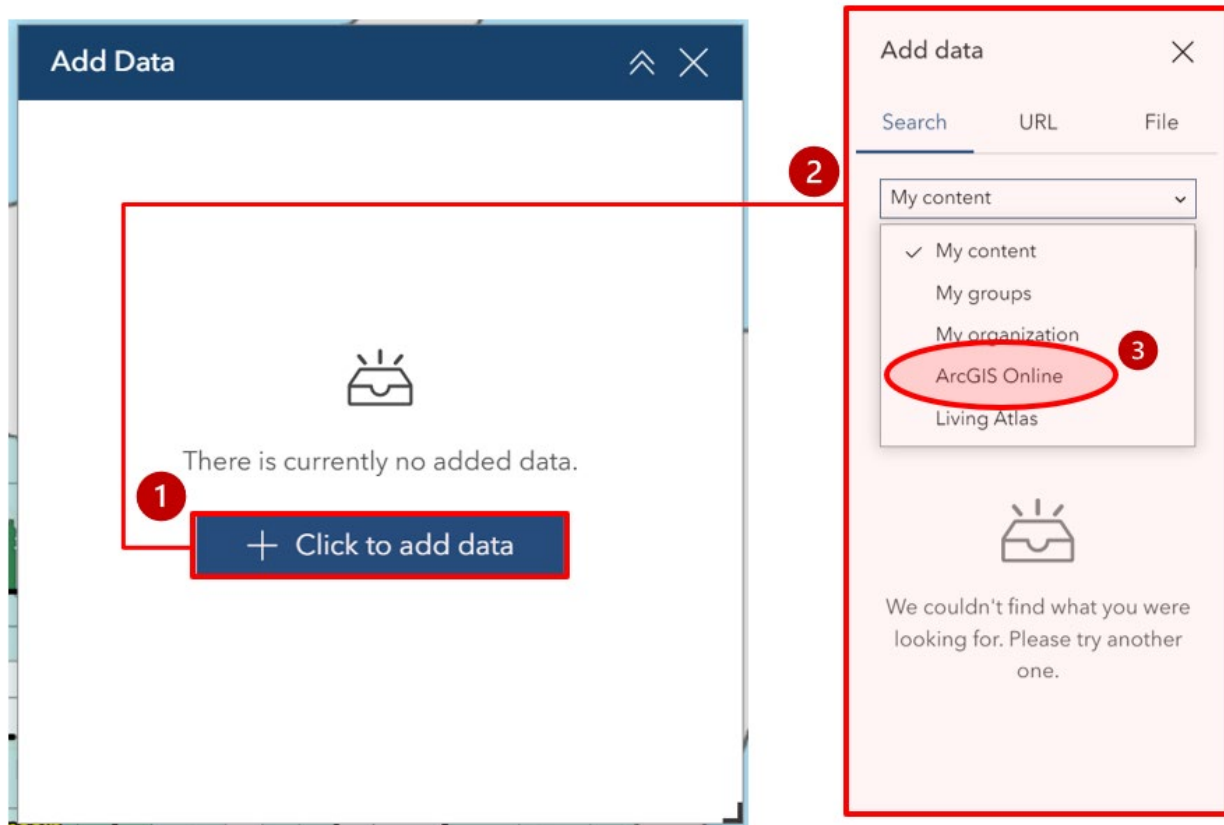 Add Data
There is currently no added data.
1
+ Click to add data
2
Add data
Search URL File
My content
My content
My groups
My organization
3
ArcGIS Online
Living Atlas
We couldn't find what you were
looking for. Please try another
one.